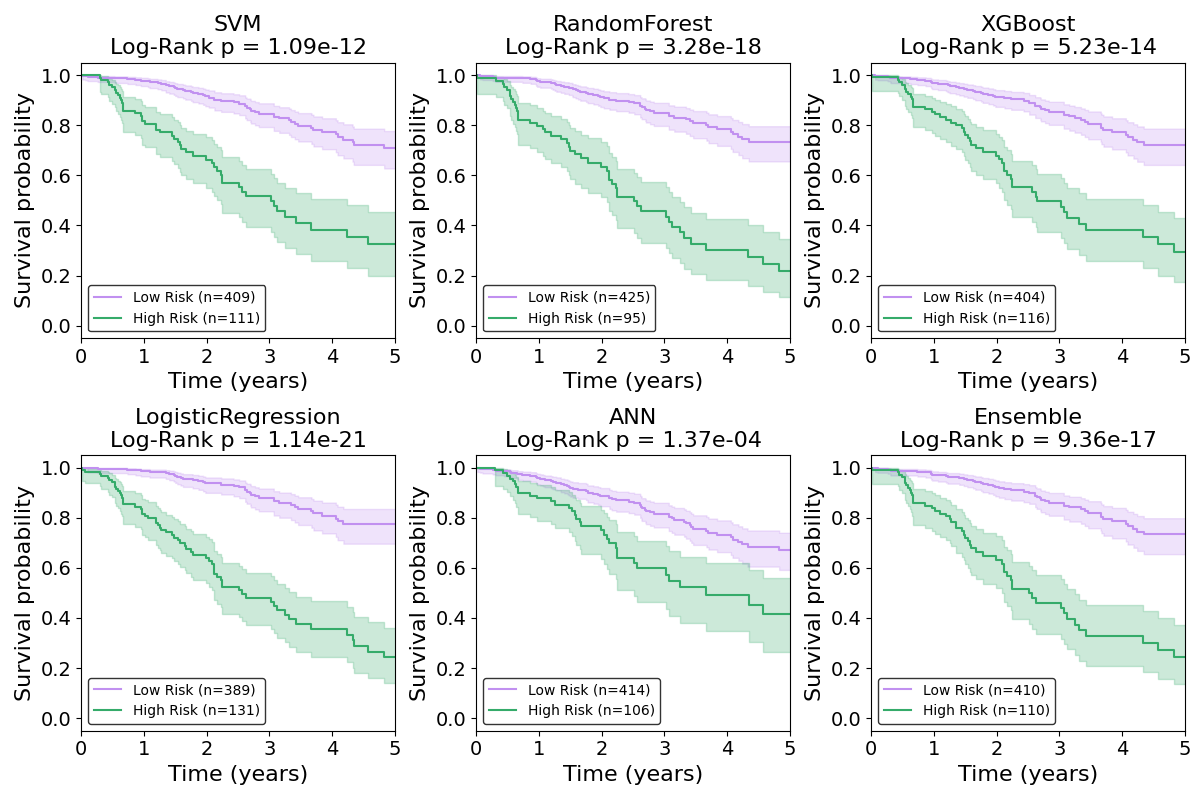 SVM
Log-Rank p = 1.09e-12
Survival probability
1.0
0.8
0.6
0.4
0.2
0.0
Low Risk (n=409)
High Risk (n=111)
0 1 2 3 4 5
Time (years)
RandomForest
Log-Rank p = 3.28e-18
Survival probability
1.0
0.8
0.6
0.4
0.2
0.0
Low Risk (n=425)
High Risk (n=95)
0 1 2 3 4 5
Time (years)
XGBoost
Log-Rank p = 5.23e-14
Survival probability
1.0
0.8
0.6
0.4
0.2
0.0
Low Risk (n=404)
High Risk (n=116)
0 1 2 3 4 5
Time (years)
LogisticRegression
Log-Rank p = 1.14e-21
Survival probability
1.0
0.8
0.6
0.4
0.2
0.0
Low Risk (n=389)
High Risk (n=131)
0 1 2 3 4 5
Time (years)
ANN
Log-Rank p = 1.37e-04
Survival probability
1.0
0.8
0.6
0.4
0.2
0.0
Low Risk (n=414)
High Risk (n=106)
0 1 2 3 4 5
Time (years)
Ensemble
Log-Rank p = 9.36e-17
Survival probability
1.0
0.8
0.6
0.4
0.2
0.0
Low Risk (n=410)
High Risk (n=110)
0 1 2 3 4 5
Time (years)